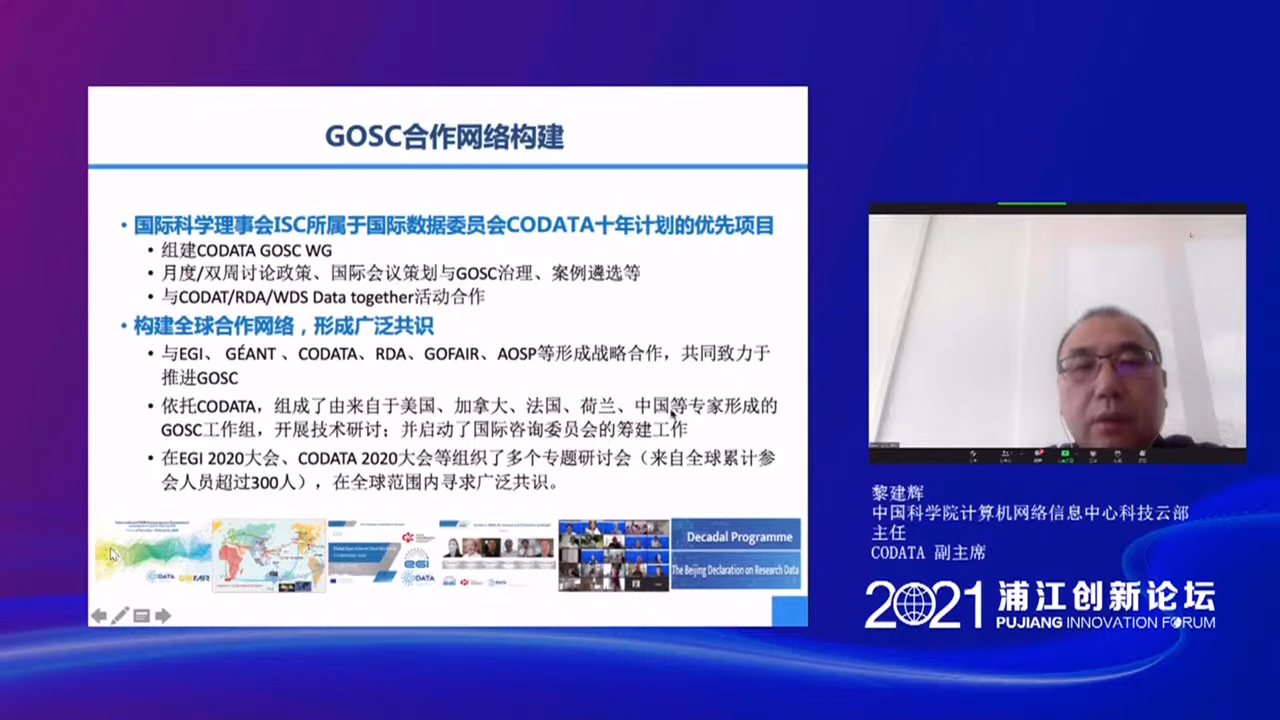 GOSC合作网络构建
• 国际科学理事会ISC所属于国际数据委员会CODATA十年计划的优先项目
• 组建CODATA GOSC WG
• 月度/双周讨论政策、国际会议策划与GOSC治理、案例遴选等
• 与CODAT/RDA/WDS Data together活动合作
• 构建全球合作网络，形成广泛共识
• 与EGI、 GÉANT 、CODATA、RDA、GOFAIR、AOSP等形成战略合作，共同致力于
推进GOSC
• 依托CODATA，组成了由来自于美国、加拿大、法国、荷兰、中国等专家形成的
GOSC工作组，开展技术研讨；并启动了国际咨询委员会的筹建工作
• 在EGI 2020大会、CODATA 2020大会等组织了多个专题研讨会（来自全球累计参
会人员超过300人），在全球范围内寻求广泛共识。
CODATA
GOFAIR
egi
CODATA
Decadal Programme
The Beijing Declaration on Research Data
黎建辉
中国科学院计算机网络信息中心科技云部
主任
CODATA 副主席
2021 浦江创新论坛
PUJIANG INNOVATION FORUM